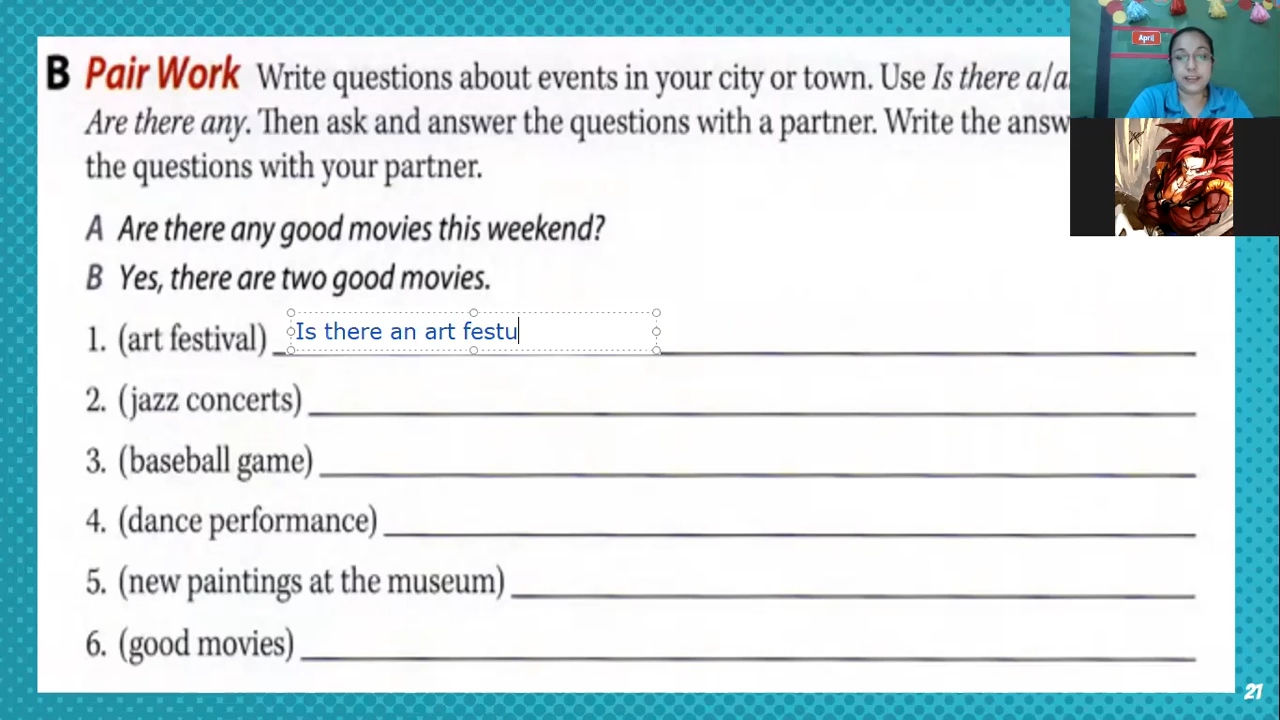 B Pair Work Write questions about events in your city or town. Use Is there a/a
Are there any. Then ask and answer the questions with a partner. Write the answ
the questions with your partner.
A Are there any good movies this weekend?
B Yes, there are two good movies.
1. (art festival) Is there an art festu
2. (jazz concerts)
3. (baseball game)
4. (dance performance)
5. (new paintings at the museum)
6. (good movies)
April
21